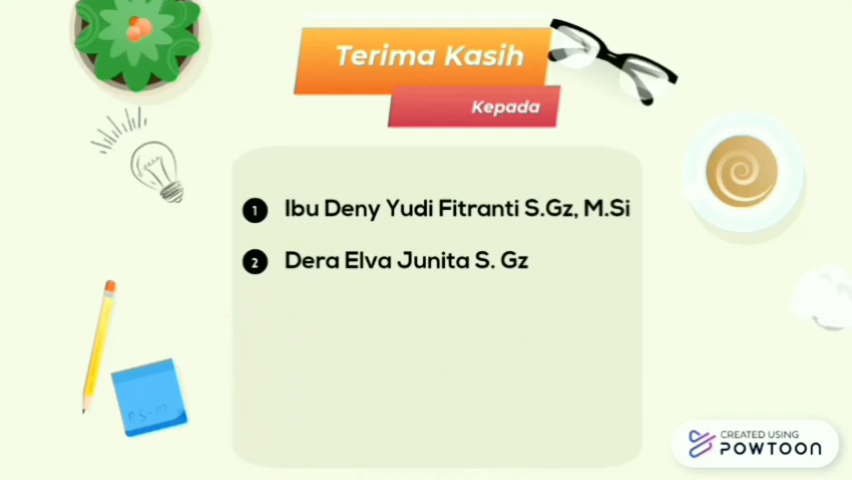 Terima Kasih
Kepada
1 Ibu Deny Yudi Fitranti S.Gz, M.Si
2 Dera Elva Junita S. Gz
CREATED USING
POWTOON